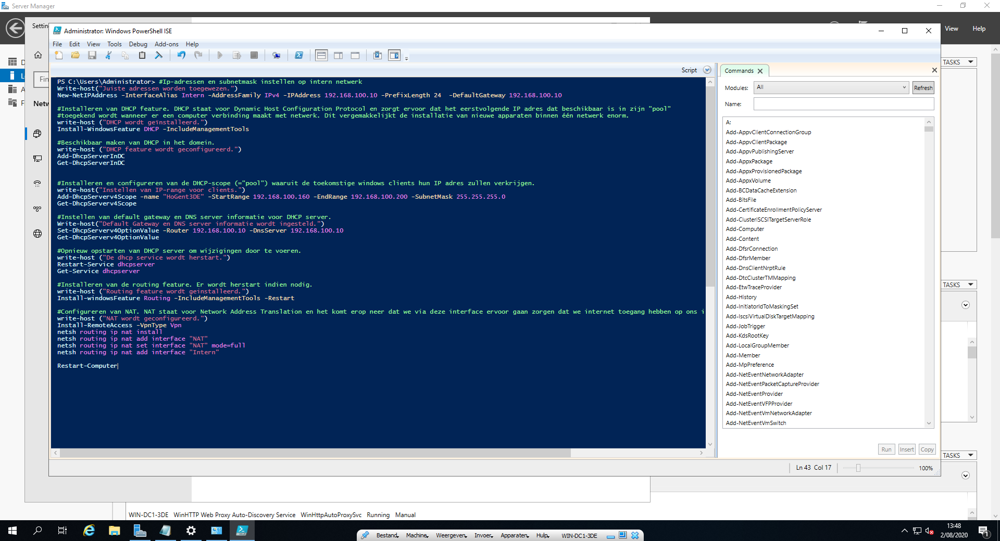 Server Manager
Settin
Administrator: Windows PowerShell ISE
View
Help
File Edit View Tools Debug Add-ons Help
Script
Commands
TASKS
Modules: All Refresh
Name:
Fin
Netw
D
L
A
F
PS C:\Users\Administrator> #Ip-adressen en subnetmask instellen op intern netwerk
Write-host("Juiste adressen worden toegewezen.")
New-NetIPAddress -InterfaceAlias Intern -AddressFamily IPv4 -IPAddress 192.168.100.10 -PrefixLength 24  -DefaultGateway 192.168.100.10
#Installeren van DHCP feature. DHCP staat voor Dynamic Host Configuration Protocol en zorgt ervoor dat het eerstvolgende IP adres dat beschikbaar is in zijn "pool"
#toegekend wordt wanneer er een computer verbinding maakt met netwerk. Dit vergemakkelijkt de installatie van nieuwe apparaten binnen één netwerk enorm.
write-host ("DHCP wordt geïnstalleerd.")
Install-WindowsFeature DHCP -IncludeManagementTools
#Beschikbaar maken van DHCP in het domein.
write-host ("DHCP feature wordt geconfigureerd.")
Add-DhcpServerInDC
Get-DhcpServerInDC
#Installeren en configureren van de DHCP-scope (="pool") waaruit de toekomstige windows clients hun IP adres zullen verkrijgen.
write-host("Instellen van IP-range voor clients.")
Add-DhcpServerv4Scope -name "HoGent3DE" -StartRange 192.168.100.160 -EndRange 192.168.100.200 -SubnetMask 255.255.255.0
Get-DhcpServerv4Scope
#Instellen van default gateway en DNS server informatie voor DHCP server.
Write-host("Default Gateway en DNS server informatie wordt ingesteld.")
Set-DhcpServerv4OptionValue -Router 192.168.100.10 -DnsServer 192.168.100.10
Get-DhcpServerv4OptionValue
#Opnieuw opstarten van DHCP server om wijzigingen door te voeren.
write-host ("De dhcp service wordt herstart.")
Restart-Service dhcpserver
Get-Service dhcpserver
#Installeren van de routing feature. Er wordt herstart indien nodig.
write-host ("Routing feature wordt geinstalleerd.")
Install-windowsFeature Routing -IncludeManagementTools -Restart
#Configureren van NAT. NAT staat voor Network Address Translation en het komt erop neer dat we via deze interface ervoor gaan zorgen dat we internet toegang hebben op ons i
write-host ("NAT wordt geconfigureerd.")
Install-RemoteAccess -VpnType Vpn
netsh routing ip nat install
netsh routing ip nat add interface "NAT"
netsh routing ip nat set interface "NAT" mode=full
netsh routing ip nat add interface "Intern"
Restart-Computer
A:
Add-AppvClientConnectionGroup
Add-AppvClientPackage
Add-AppvPublishingServer
Add-AppxPackage
Add-AppxProvisionedPackage
Add-AppxVolume
Add-BCDataCacheExtension
Add-BitsFile
Add-CertificateEnrollmentPolicyServer
Add-ClusteriSCSITargetServerRole
Add-Computer
Add-Content
Add-DfsrConnection
Add-DfsrMember
Add-DnsClientNrptRule
Add-DtcClusterTMMapping
Add-EtwTraceProvider
Add-History
Add-InitiatorIdToMaskingSet
Add-IscsiVirtualDiskTargetMapping
Add-JobTrigger
Add-KdsRootKey
Add-LocalGroupMember
Add-Member
Add-MpPreference
Add-NetEventNetworkAdapter
Add-NetEventPacketCaptureProvider
Add-NetEventProvider
Add-NetEventVFPProvider
Add-NetEventVmNetworkAdapter
Add-NetEventVmSwitch
Run Insert Copy
TASKS
TASKS
Ln 43 Col 17
100%
WIN-DC1-3DE WinHTTP Web Proxy Auto-Discovery Service WinHttpAutoProxySvc Running Manual
Bestand Machine Weergeven Invoer Apparaten Hulp WIN-DC1-3DE
13:48
2/08/2020
1